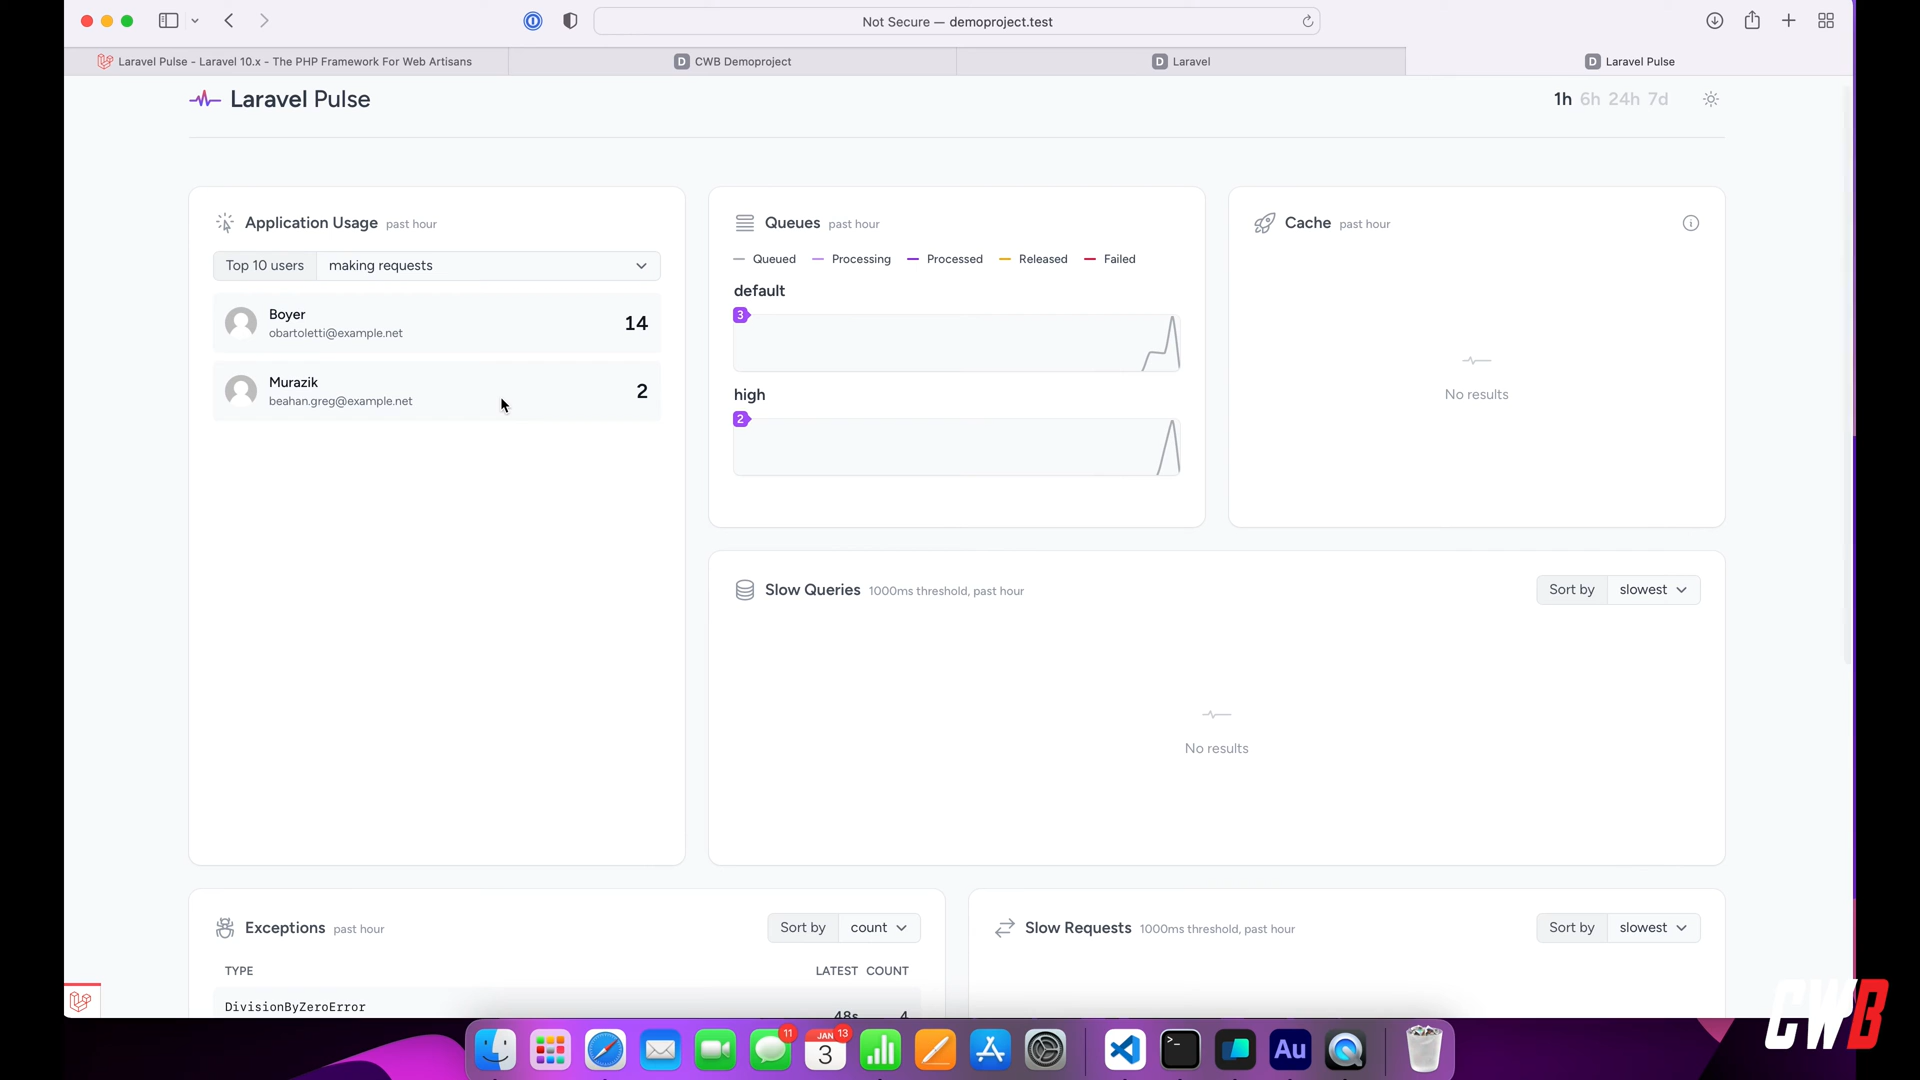 Not Secure — demoproject.test
Laravel Pulse - Laravel 10.x - The PHP Framework For Web Artisans
D CWB Demoproject
D Laravel
D Laravel Pulse
Laravel Pulse
1h 6h 24h 7d
Application Usage past hour
Top 10 users making requests
Boyer
obartoletti@example.net
14
Murazik
beahan.greg@example.net
2
Queues past hour
Queued Processing Processed Released Failed
default
3
high
2
Cache past hour
No results
Slow Queries 1000ms threshold, past hour
Sort by slowest
No results
Exceptions past hour
Sort by count
TYPE LATEST COUNT
DivisionByZeroError
48s 4
Slow Requests 1000ms threshold, past hour
Sort by slowest
11
JAN 13
3
>_
Au
CWB